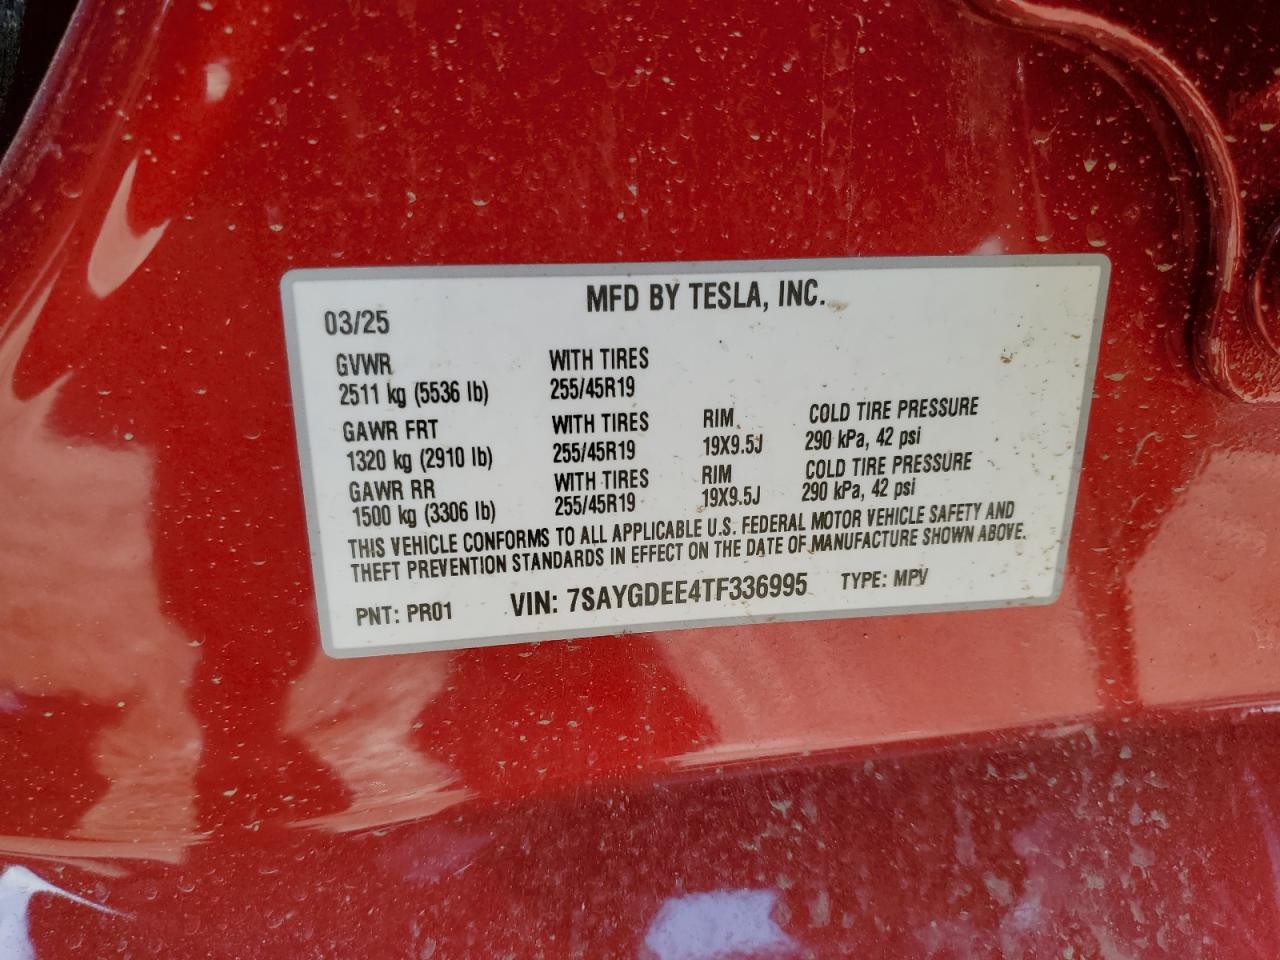 MFD BY TESLA, INC.
03/25
GVWR WITH TIRES
2511 kg (5536 lb) 255/45R19
GAWR FRT WITH TIRES RIM COLD TIRE PRESSURE
1320 kg (2910 lb) 255/45R19 19X9.5J 290 kPa, 42 psi
GAWR RR WITH TIRES RIM COLD TIRE PRESSURE
1500 kg (3306 lb) 255/45R19 19X9.5J 290 kPa, 42 psi
THIS VEHICLE CONFORMS TO ALL APPLICABLE U.S. FEDERAL MOTOR VEHICLE SAFETY AND
THEFT PREVENTION STANDARDS IN EFFECT ON THE DATE OF MANUFACTURE SHOWN ABOVE.
PNT: PR01 VIN: 7SAYGDEE4TF336995 TYPE: MPV